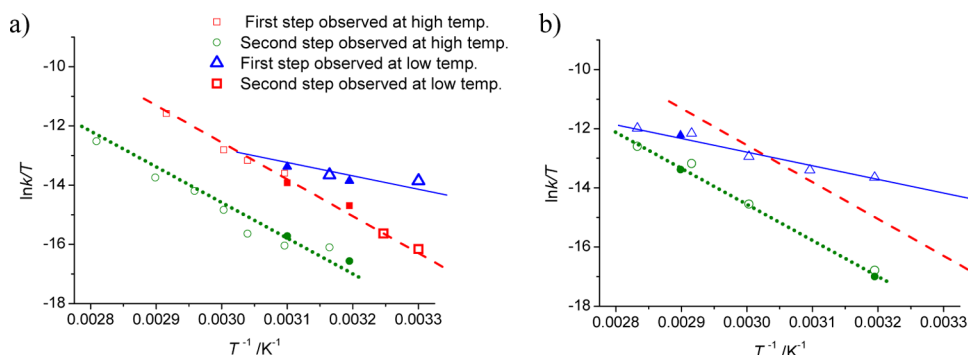 a)
First step observed at high temp.
Second step observed at high temp.
First step observed at low temp.
Second step observed at low temp.
-10
-12
-14
-16
-18
lnk/T
0.0028 0.0029 0.0030 0.0031 0.0032 0.0033
T⁻¹ /K⁻¹
b)
-10
-12
-14
-16
-18
lnk/T
0.0028 0.0029 0.0030 0.0031 0.0032 0.0033
T⁻¹ /K⁻¹